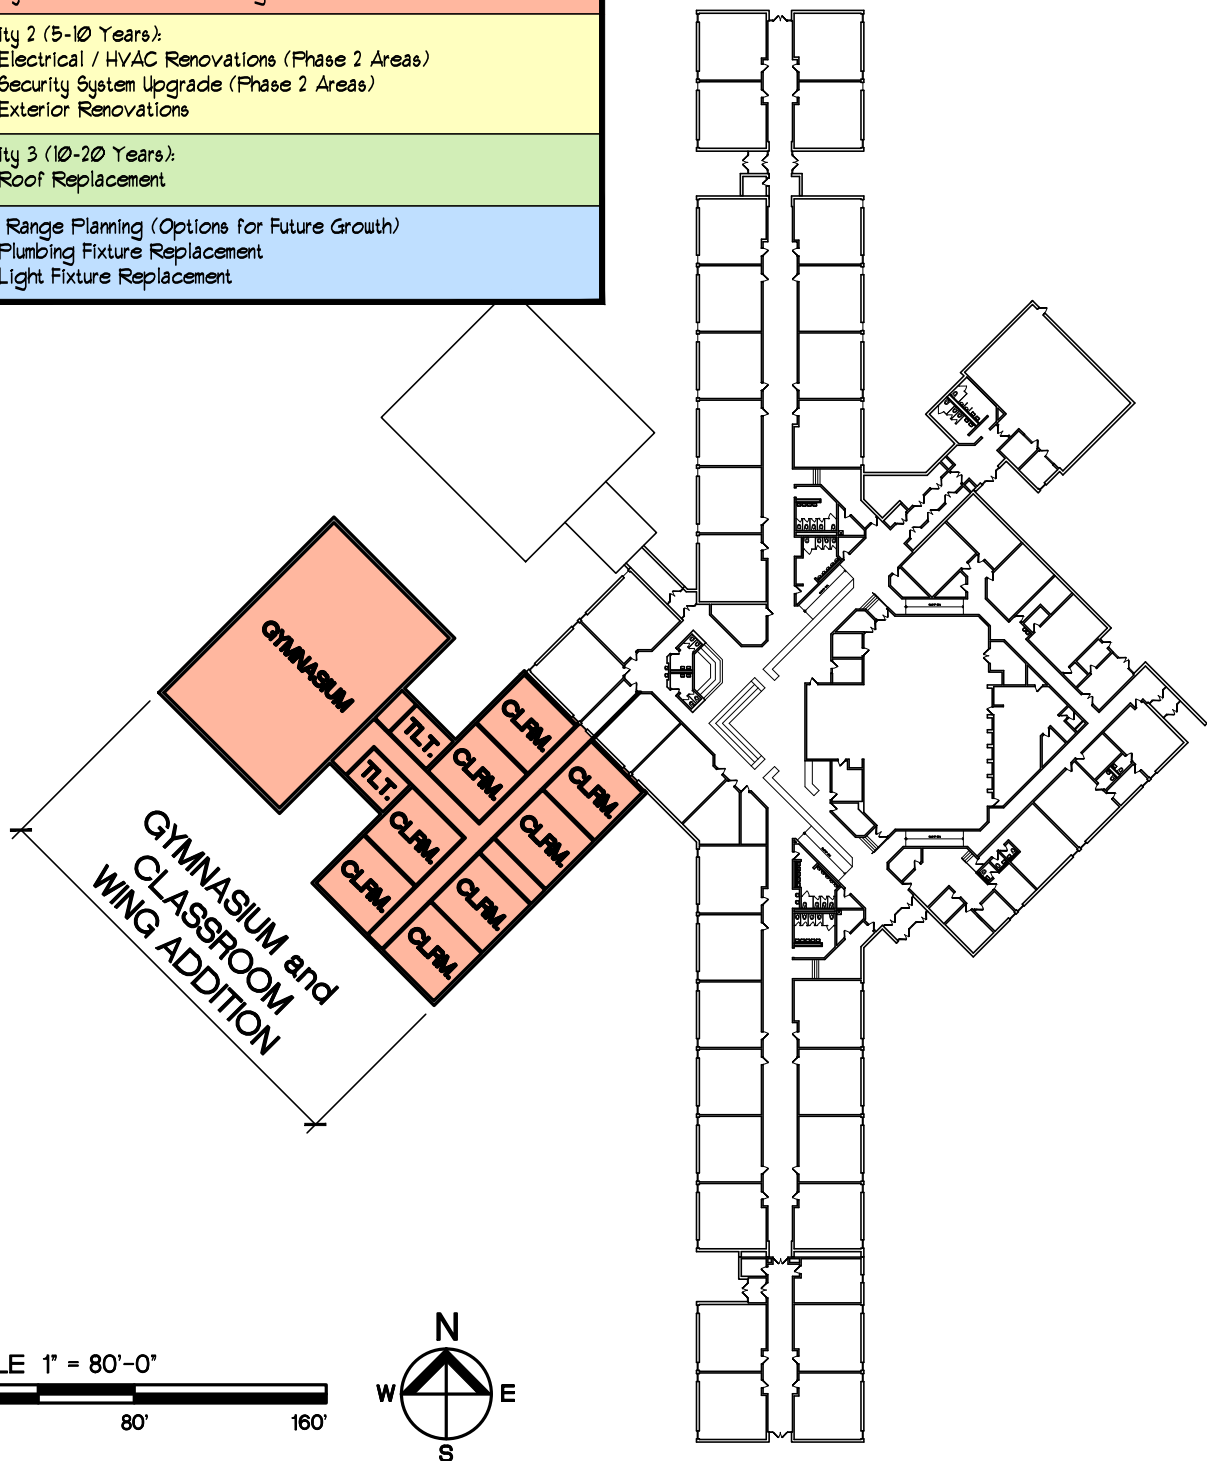 ity 2 (5-10 Years):
Electrical / HVAC Renovations (Phase 2 Areas)
Security System Upgrade (Phase 2 Areas)
Exterior Renovations
ity 3 (10-20 Years):
Roof Replacement
Range Planning (Options for Future Growth)
Plumbing Fixture Replacement
Light Fixture Replacement
GYMNASIUM
TLT.
TLT.
CLRM.
CLRM.
CLRM.
CLRM.
CLRM.
CLRM.
CLRM.
CLRM.
GYMNASIUM and
CLASSROOM
WING ADDITION
LE 1" = 80'-0"
80'
160'
N
W
E
S